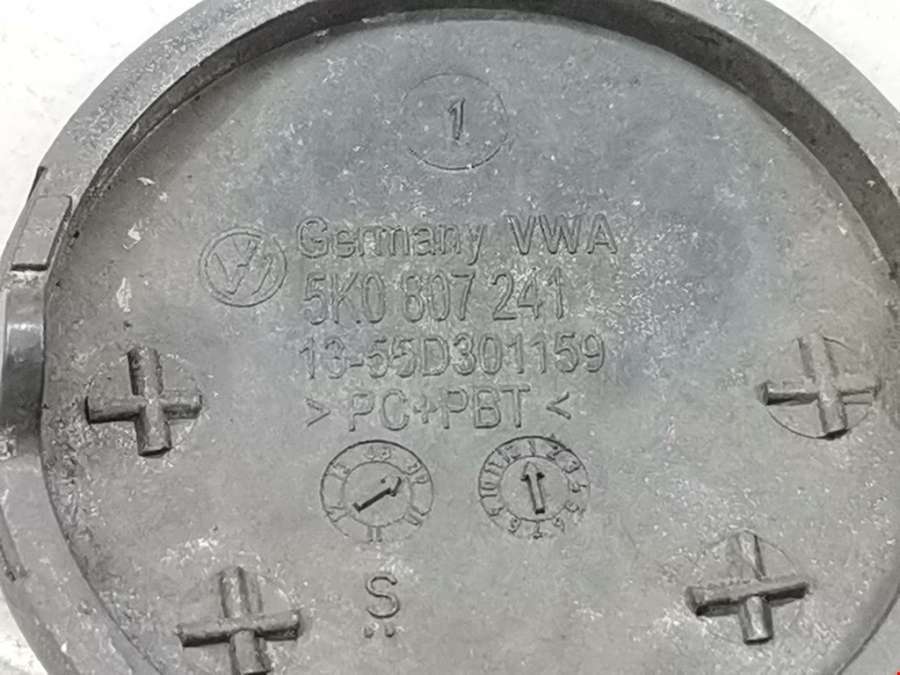 1
Germany VWA
5K0 807 241
13-55D301159
> PC+PBT <
S